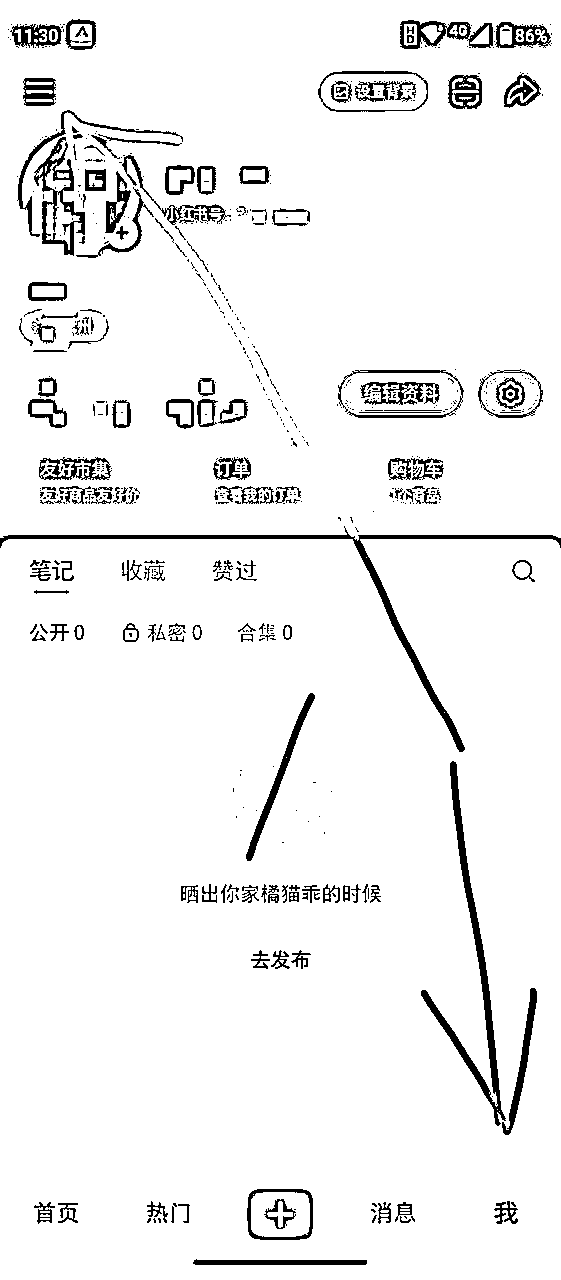 11:30 HD 4G 86%
设置背景
小红书号:
编辑资料
友好市集 订单 购物车
友好商品友好价 查看我的订单 1个商品
笔记 收藏 赞过
公开 0 私密 0 合集 0
晒出你家橘猫乖的时候
去发布
首页 热门 消息 我